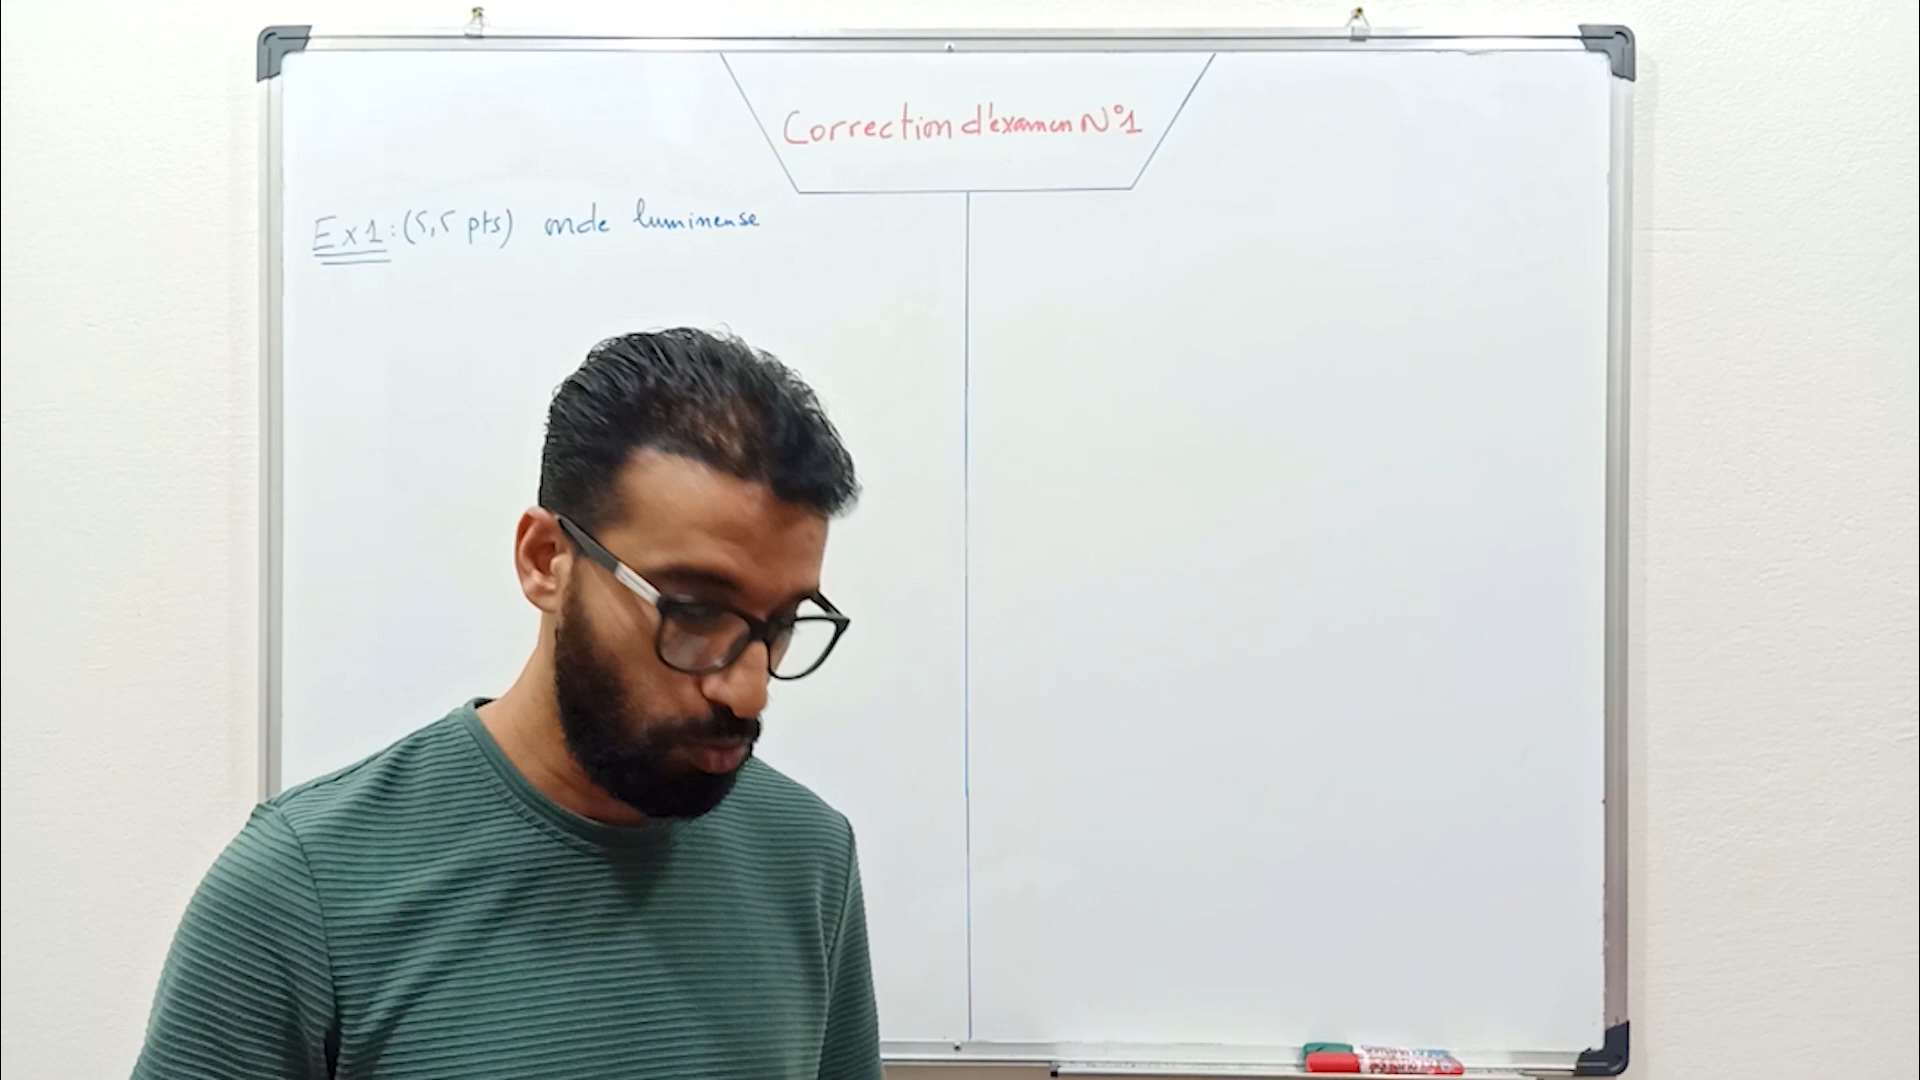 Correction d'examen N°1
Ex1: (5,5 pts) onde lumineuse